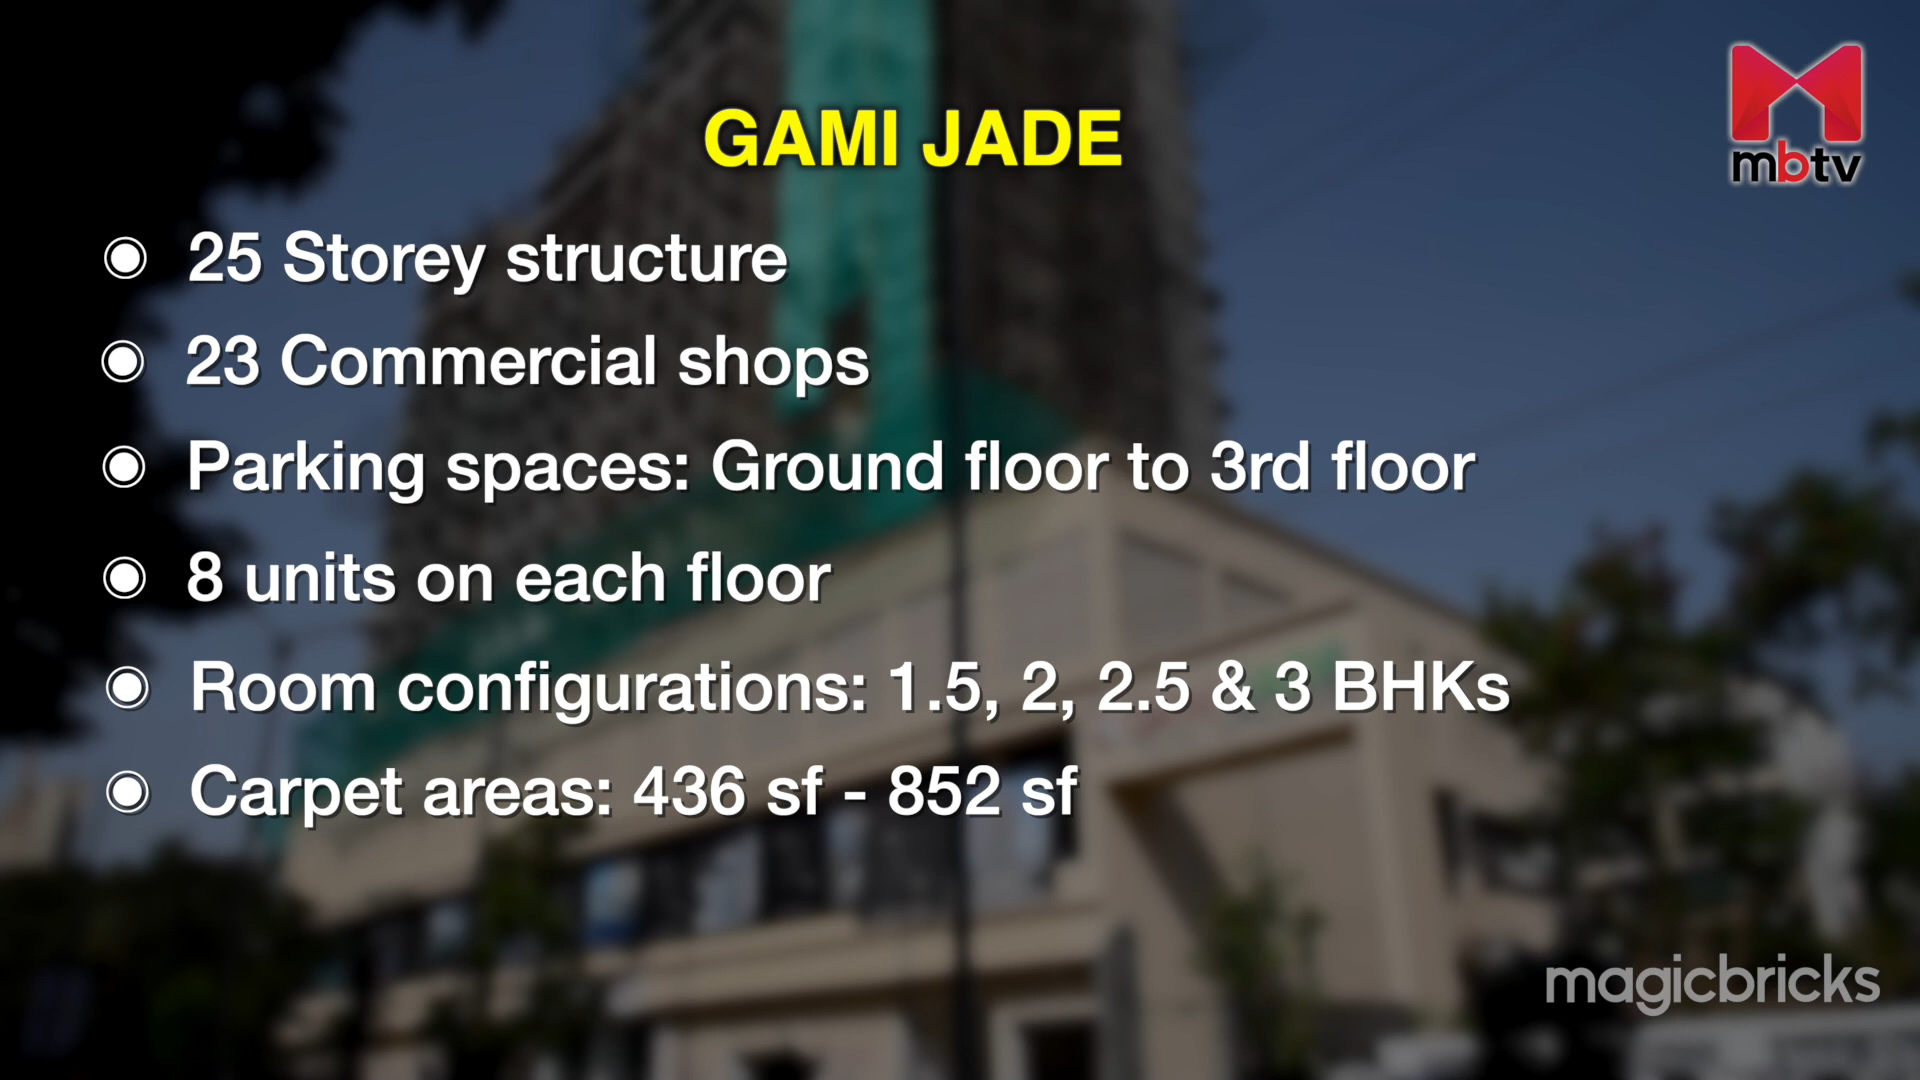 GAMI JADE
mbtv
25 Storey structure
23 Commercial shops
Parking spaces: Ground floor to 3rd floor
8 units on each floor
Room configurations: 1.5, 2, 2.5 & 3 BHKs
Carpet areas: 436 sf - 852 sf
magicbricks